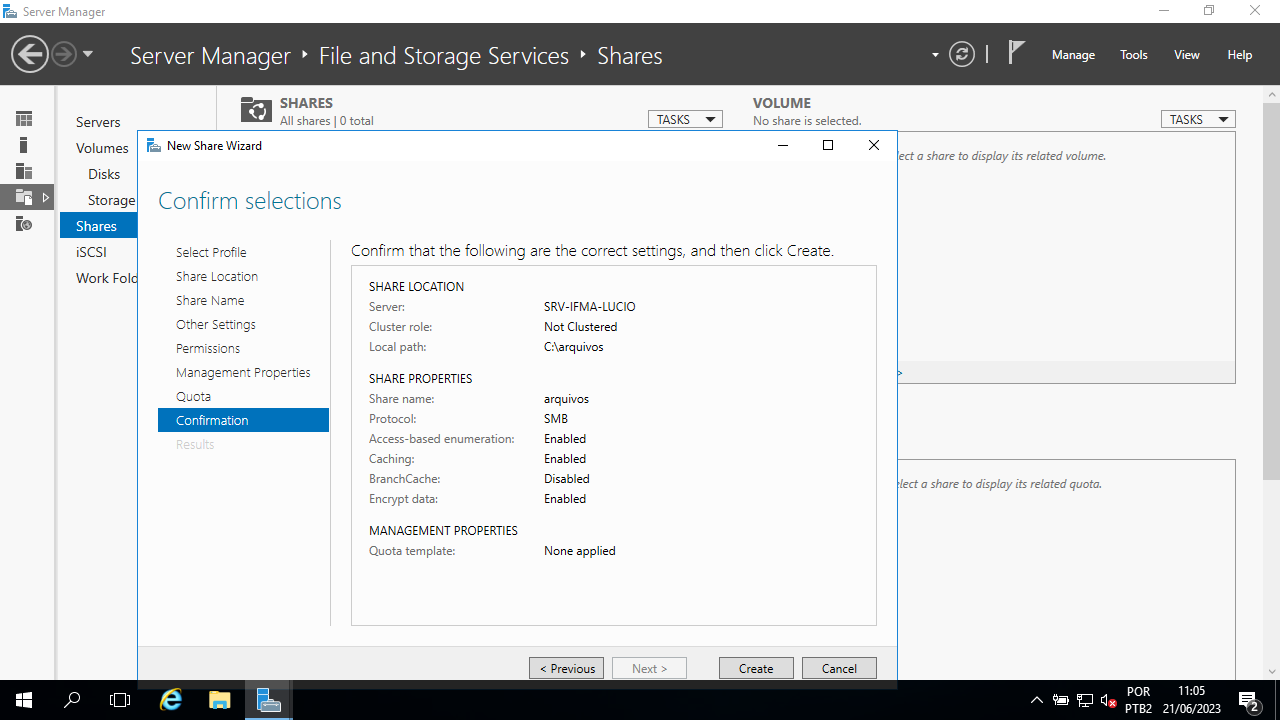 Server Manager
Server Manager ‣ File and Storage Services ‣ Shares
Manage Tools View Help
Servers
Volumes
Disks
Storage
Shares
iSCSI
Work Fold
SHARES
All shares | 0 total
TASKS
VOLUME
No share is selected.
TASKS
ect a share to display its related volume.
>
elect a share to display its related quota.
New Share Wizard
Confirm selections
Select Profile
Share Location
Share Name
Other Settings
Permissions
Management Properties
Quota
Confirmation
Results
Confirm that the following are the correct settings, and then click Create.
SHARE LOCATION
Server: SRV-IFMA-LUCIO
Cluster role: Not Clustered
Local path: C:\arquivos
SHARE PROPERTIES
Share name: arquivos
Protocol: SMB
Access-based enumeration: Enabled
Caching: Enabled
BranchCache: Disabled
Encrypt data: Enabled
MANAGEMENT PROPERTIES
Quota template: None applied
< Previous Next > Create Cancel
POR 11:05
PTB2 21/06/2023 2